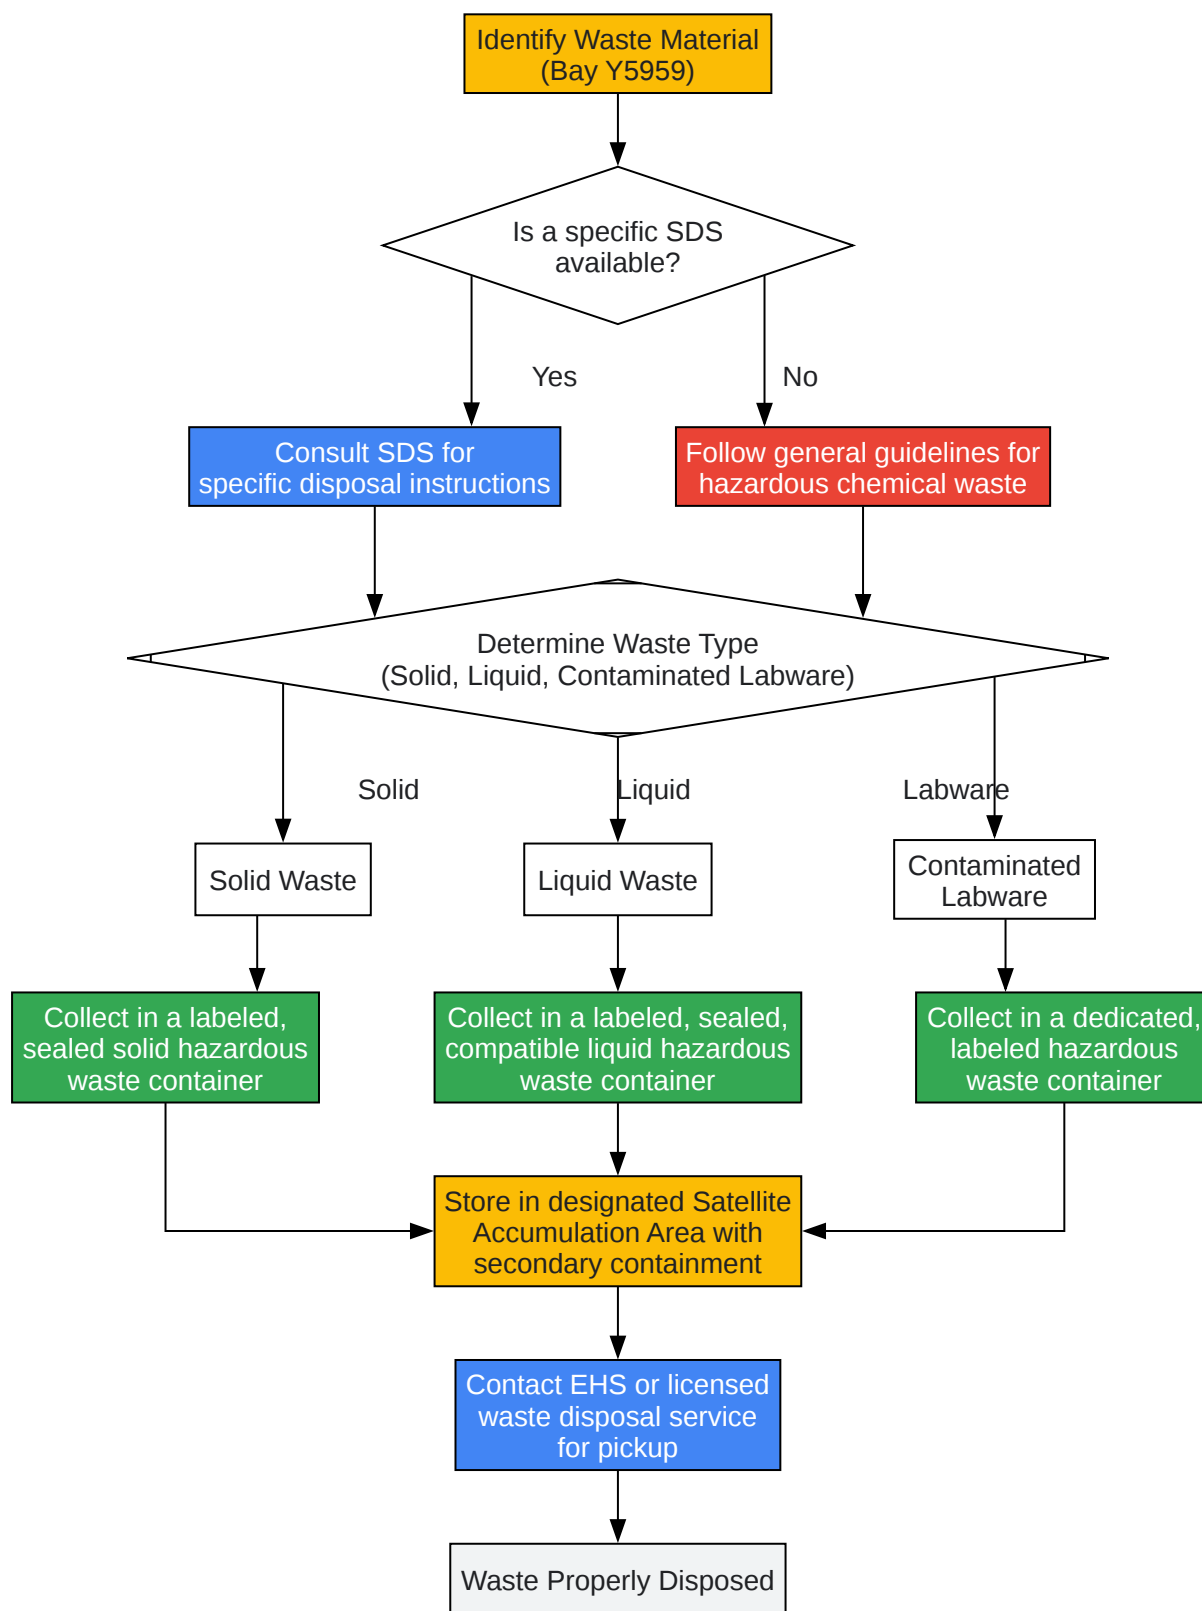 Identify Waste Material
(Bay Y5959)
Is a specific SDS
available?
Yes
No
Consult SDS for
specific disposal instructions
Follow general guidelines for
hazardous chemical waste
Determine Waste Type
(Solid, Liquid, Contaminated Labware)
Solid
Liquid
Labware
Solid Waste
Liquid Waste
Contaminated
Labware
Collect in a labeled,
sealed solid hazardous
waste container
Collect in a labeled, sealed,
compatible liquid hazardous
waste container
Collect in a dedicated,
labeled hazardous
waste container
Store in designated Satellite
Accumulation Area with
secondary containment
Contact EHS or licensed
waste disposal service
for pickup
Waste Properly Disposed